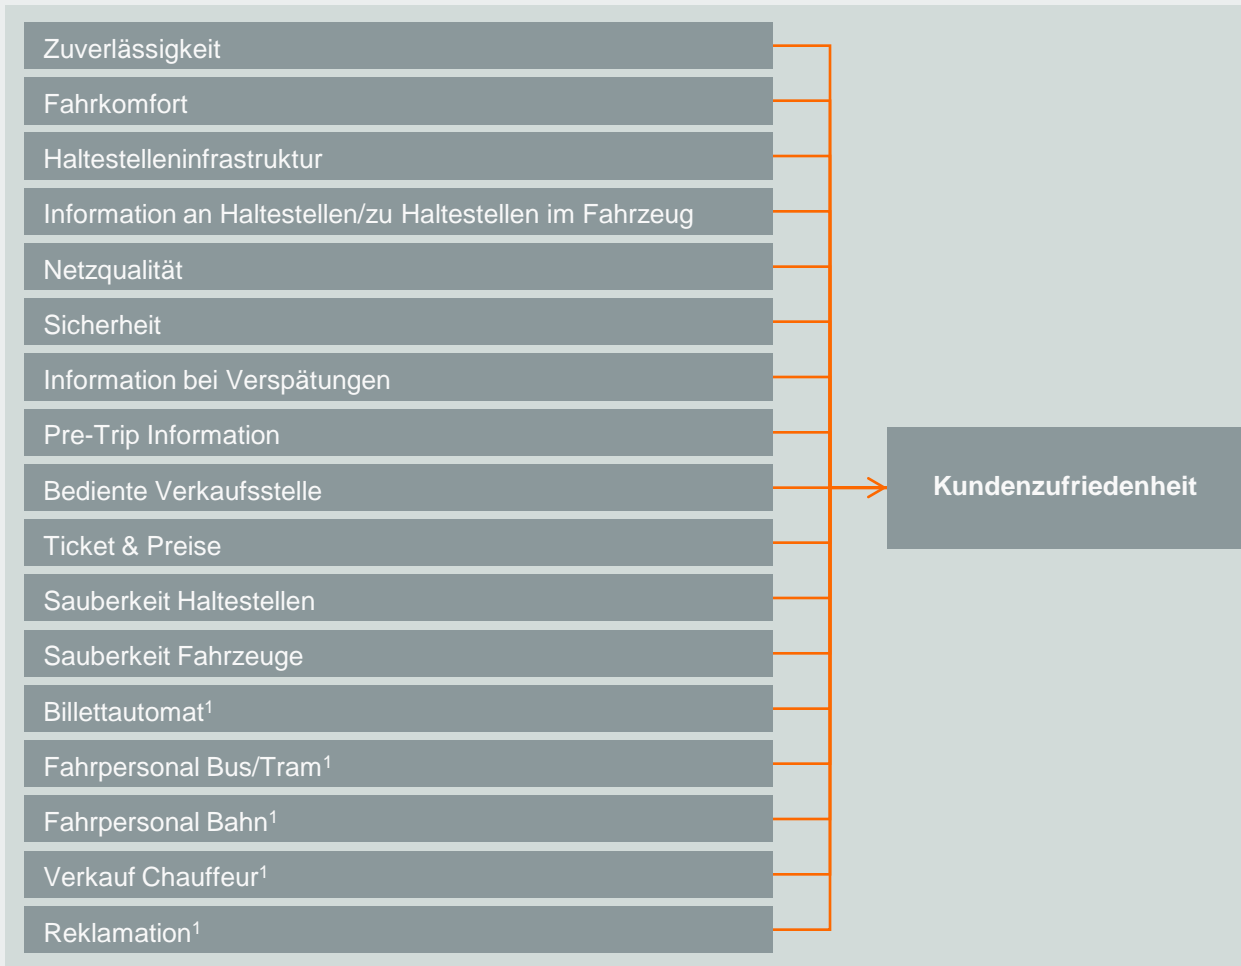 Zuverlässigkeit
Fahrkomfort
Haltestelleninfrastruktur
Information an Haltestellen/zu Haltestellen im Fahrzeug
Netzqualität
Sicherheit
Information bei Verspätungen
Pre-Trip Information
Bediente Verkaufsstelle
Ticket & Preise
Sauberkeit Haltestellen
Sauberkeit Fahrzeuge
Billettautomat¹
Fahrpersonal Bus/Tram¹
Fahrpersonal Bahn¹
Verkauf Chauffeur¹
Reklamation¹
Kundenzufriedenheit